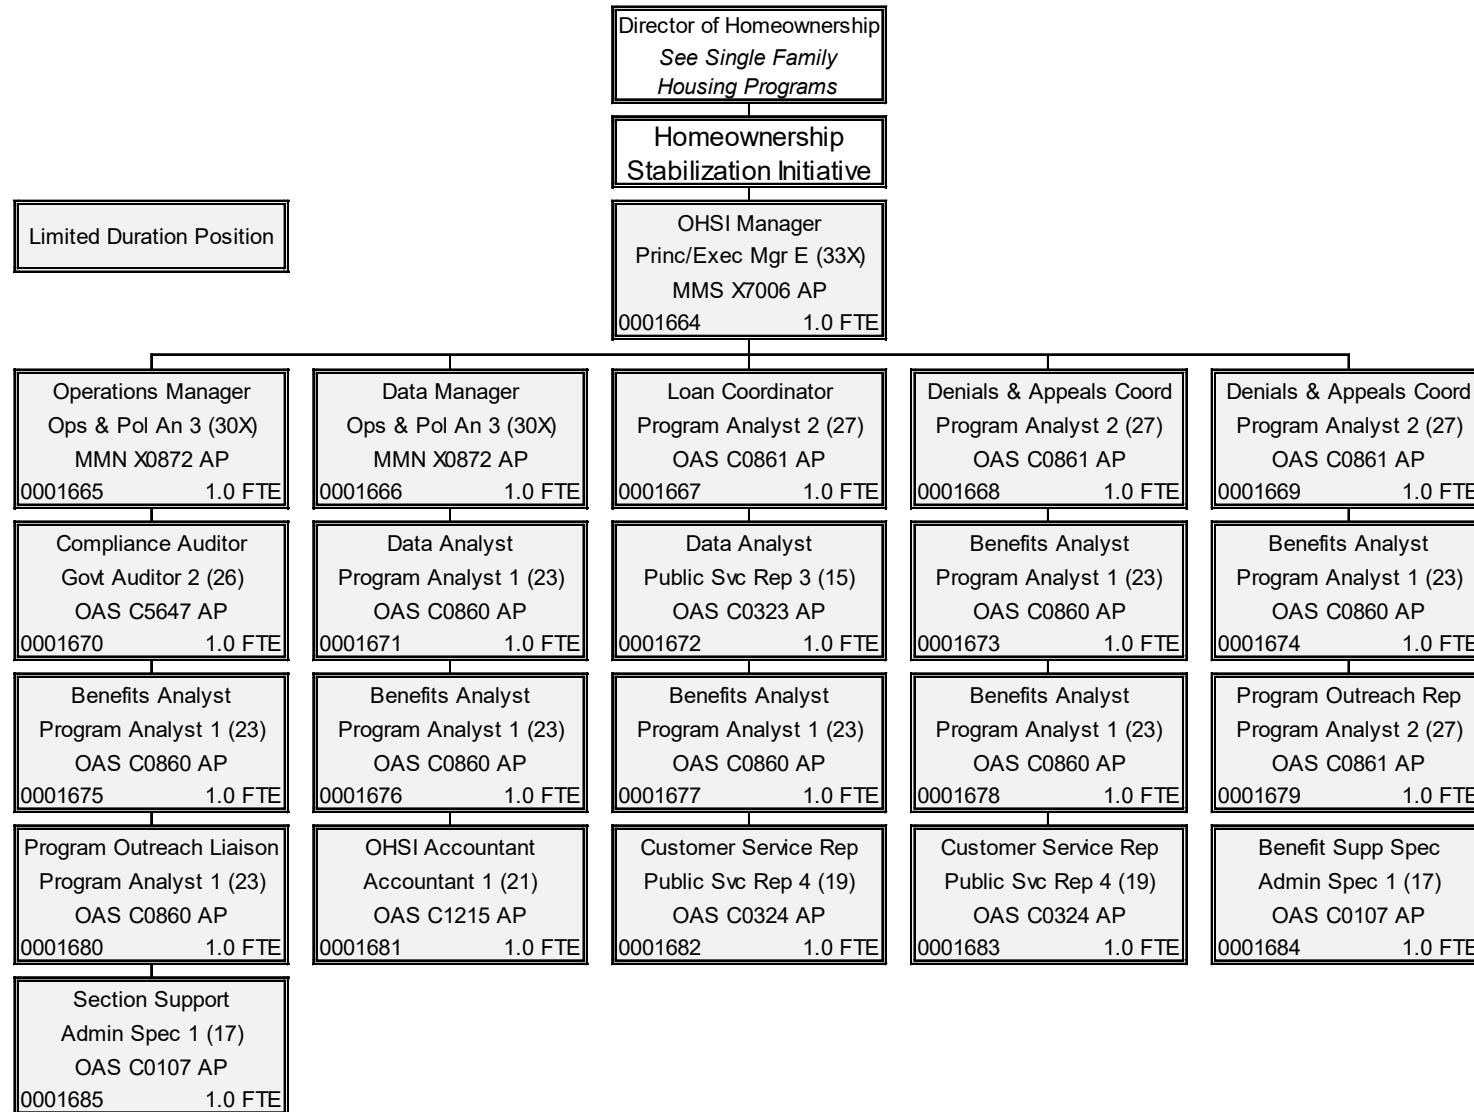 Director of Homeownership
See Single Family
Housing Programs
Homeownership
Stabilization Initiative
Limited Duration Position
OHSI Manager
Princ/Exec Mgr E (33X)
MMS X7006 AP
0001664 1.0 FTE
Operations Manager
Ops & Pol An 3 (30X)
MMN X0872 AP
0001665 1.0 FTE
Data Manager
Ops & Pol An 3 (30X)
MMN X0872 AP
0001666 1.0 FTE
Loan Coordinator
Program Analyst 2 (27)
OAS C0861 AP
0001667 1.0 FTE
Denials & Appeals Coord
Program Analyst 2 (27)
OAS C0861 AP
0001668 1.0 FTE
Denials & Appeals Coord
Program Analyst 2 (27)
OAS C0861 AP
0001669 1.0 FTE
Compliance Auditor
Govt Auditor 2 (26)
OAS C5647 AP
0001670 1.0 FTE
Data Analyst
Program Analyst 1 (23)
OAS C0860 AP
0001671 1.0 FTE
Data Analyst
Public Svc Rep 3 (15)
OAS C0323 AP
0001672 1.0 FTE
Benefits Analyst
Program Analyst 1 (23)
OAS C0860 AP
0001673 1.0 FTE
Benefits Analyst
Program Analyst 1 (23)
OAS C0860 AP
0001674 1.0 FTE
Benefits Analyst
Program Analyst 1 (23)
OAS C0860 AP
0001675 1.0 FTE
Benefits Analyst
Program Analyst 1 (23)
OAS C0860 AP
0001676 1.0 FTE
Benefits Analyst
Program Analyst 1 (23)
OAS C0860 AP
0001677 1.0 FTE
Benefits Analyst
Program Analyst 1 (23)
OAS C0860 AP
0001678 1.0 FTE
Program Outreach Rep
Program Analyst 2 (27)
OAS C0861 AP
0001679 1.0 FTE
Program Outreach Liaison
Program Analyst 1 (23)
OAS C0860 AP
0001680 1.0 FTE
OHSI Accountant
Accountant 1 (21)
OAS C1215 AP
0001681 1.0 FTE
Customer Service Rep
Public Svc Rep 4 (19)
OAS C0324 AP
0001682 1.0 FTE
Customer Service Rep
Public Svc Rep 4 (19)
OAS C0324 AP
0001683 1.0 FTE
Benefit Supp Spec
Admin Spec 1 (17)
OAS C0107 AP
0001684 1.0 FTE
Section Support
Admin Spec 1 (17)
OAS C0107 AP
0001685 1.0 FTE